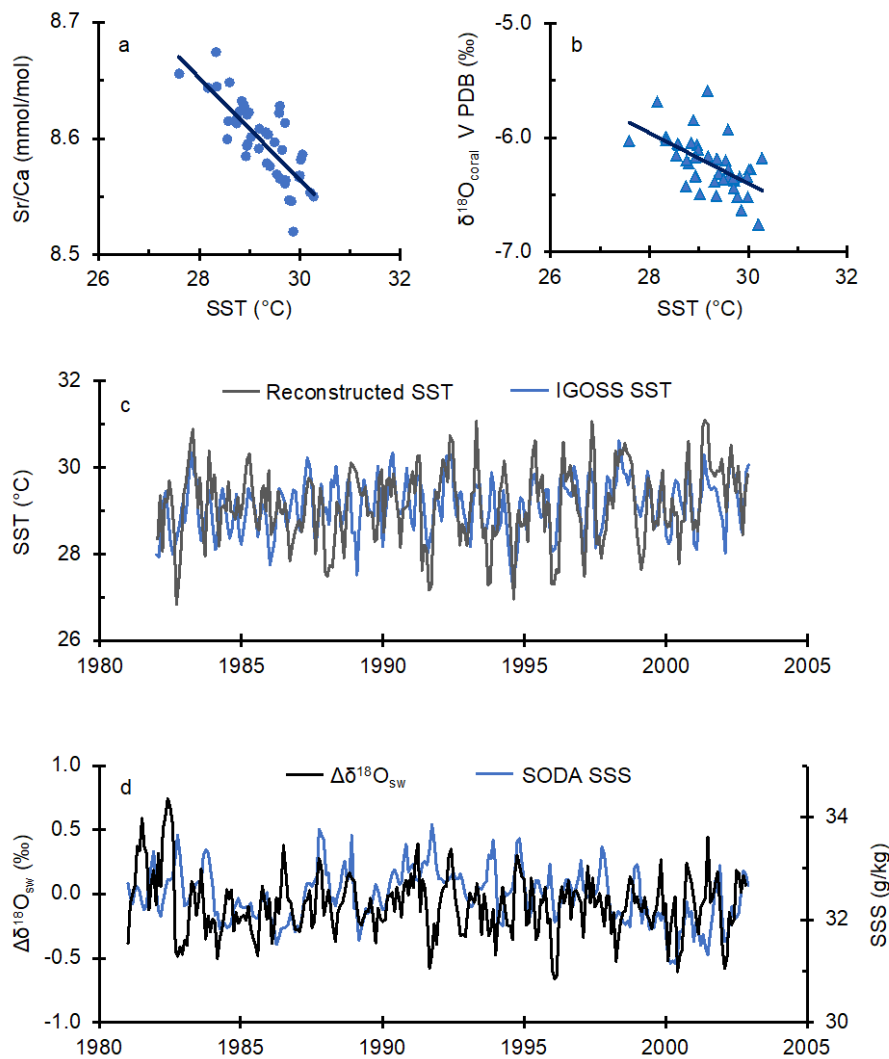 a
8.7
8.6
8.5
Sr/Ca (mmol/mol)
26 28 30 32
SST (°C)
b
-5.0
-6.0
-7.0
δ¹⁸O_coral V PDB (‰)
26 28 30 32
SST (°C)
c
Reconstructed SST
IGOSS SST
32
30
28
26
SST (°C)
1980 1985 1990 1995 2000 2005
d
Δδ¹⁸O_sw
SODA SSS
1.0
0.5
0.0
-0.5
-1.0
Δδ¹⁸O_sw (‰)
34
32
30
SSS (g/kg)
1980 1985 1990 1995 2000 2005